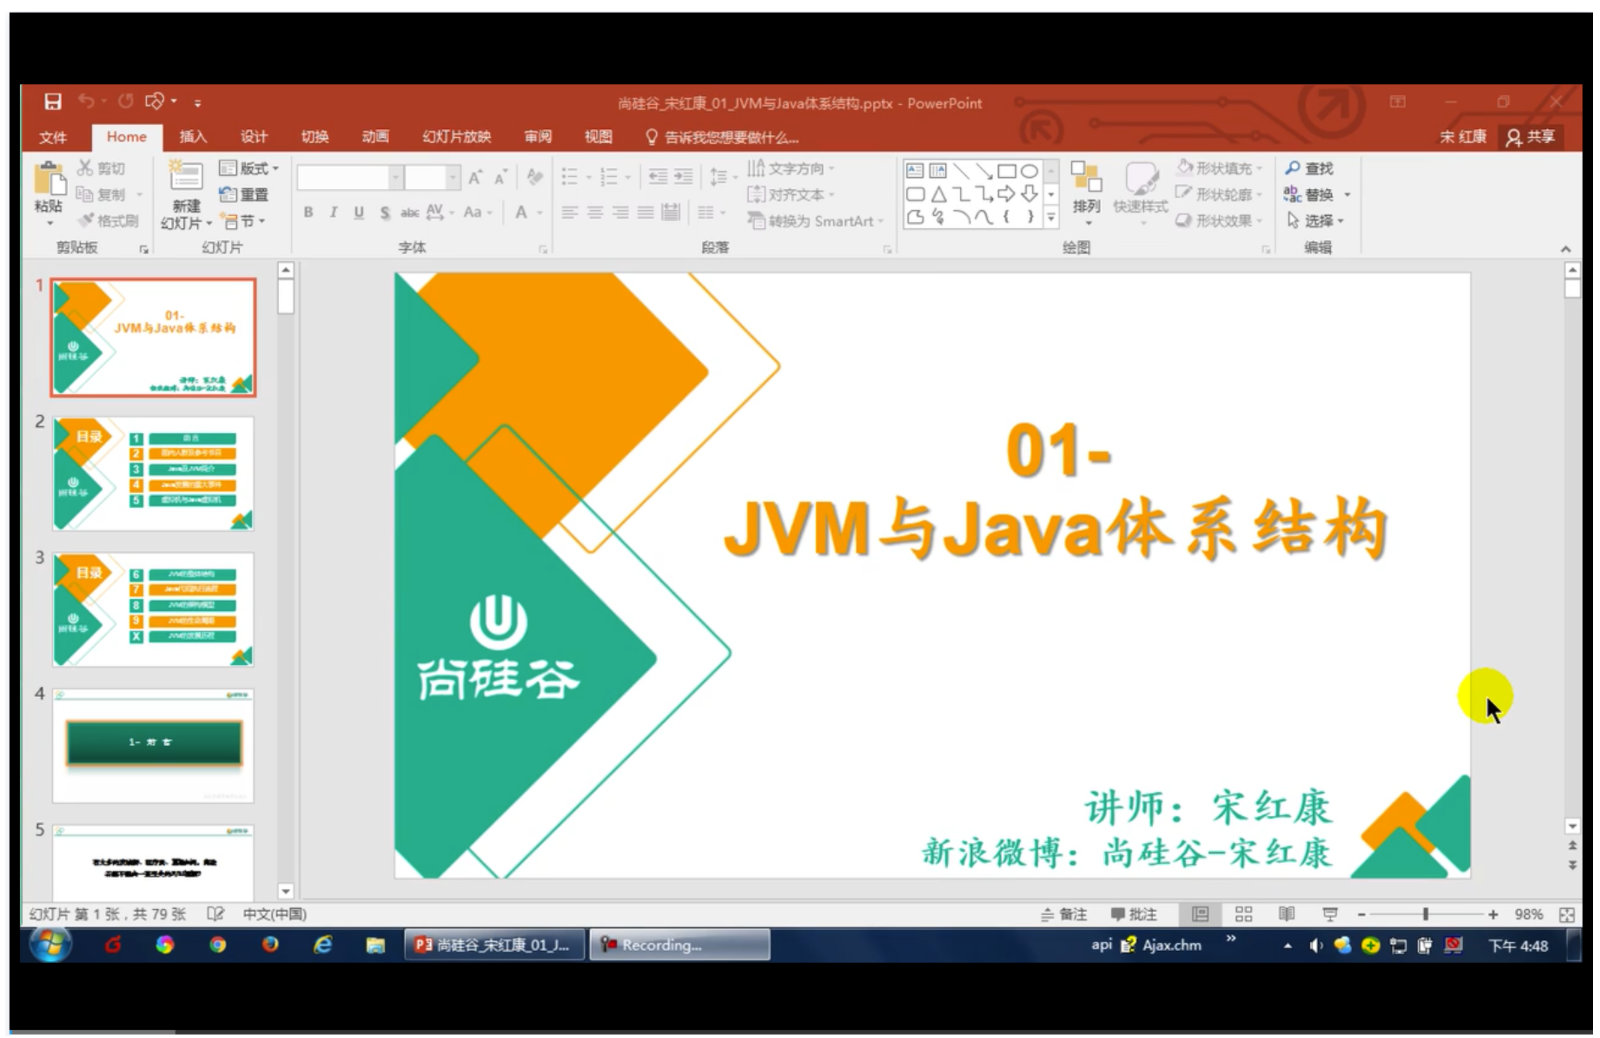 尚硅谷_宋红康_01_JVM与Java体系结构.pptx - PowerPoint
文件 Home 插入 设计 切换 动画 幻灯片放映 审阅 视图 告诉我您想要做什么... 宋 红康 共享
剪切
复制
格式刷
粘贴
剪贴板
新建
幻灯片
版式
重置
节
幻灯片
B I U S abc AV Aa A
字体
文字方向
对齐文本
转换为 SmartArt
段落
排列
快速样式
形状填充
形状轮廓
形状效果
绘图
查找
替换
选择
编辑
1
01-
JVM与Java体系结构
尚硅谷
讲师：宋红康
2
目录
尚硅谷
1 前言
2
3
4
5
3
目录
尚硅谷
6
7
8
9
X
4
1- 前 言
5
01-
JVM与Java体系结构
尚硅谷
讲师：宋红康
新浪微博：尚硅谷-宋红康
幻灯片 第 1 张，共 79 张 中文(中国) 备注 批注 98%
尚硅谷_宋红康_01_J... Recording... api Ajax.chm » 下午 4:48